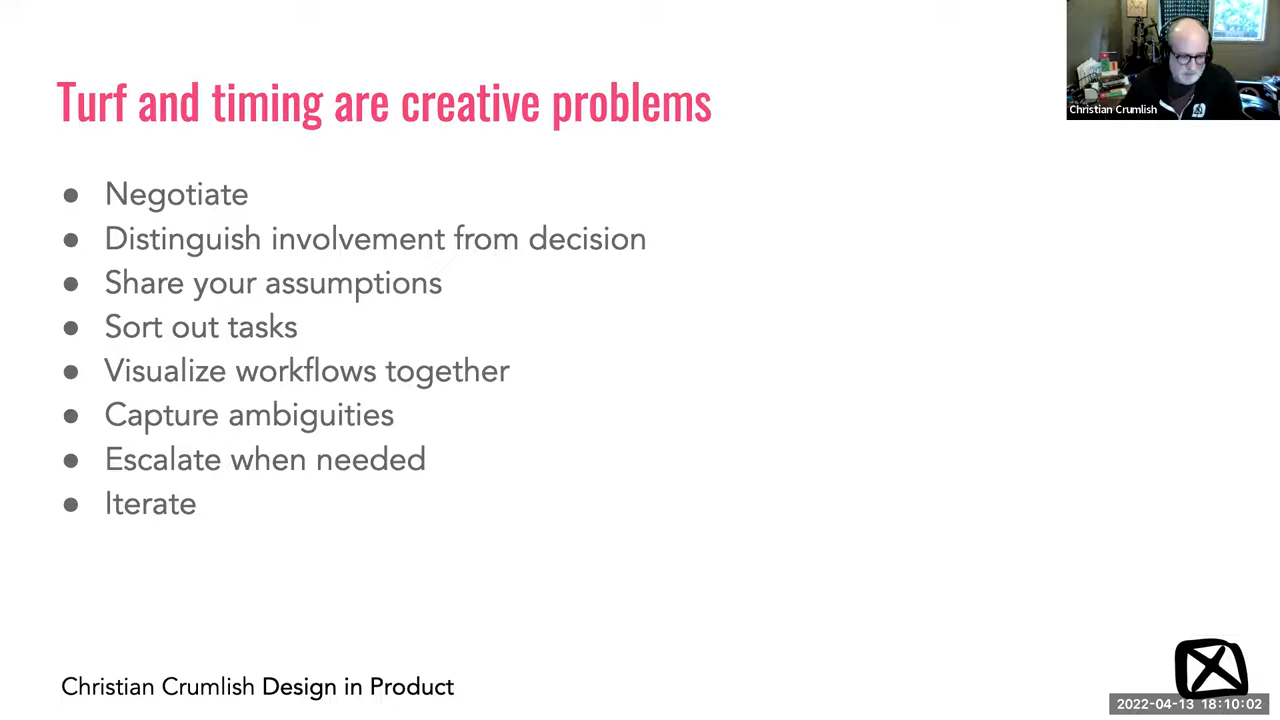 Turf and timing are creative problems
Christian Crumlish
● Negotiate
● Distinguish involvement from decision
● Share your assumptions
● Sort out tasks
● Visualize workflows together
● Capture ambiguities
● Escalate when needed
● Iterate
Christian Crumlish Design in Product
2022-04-13 18:10:02